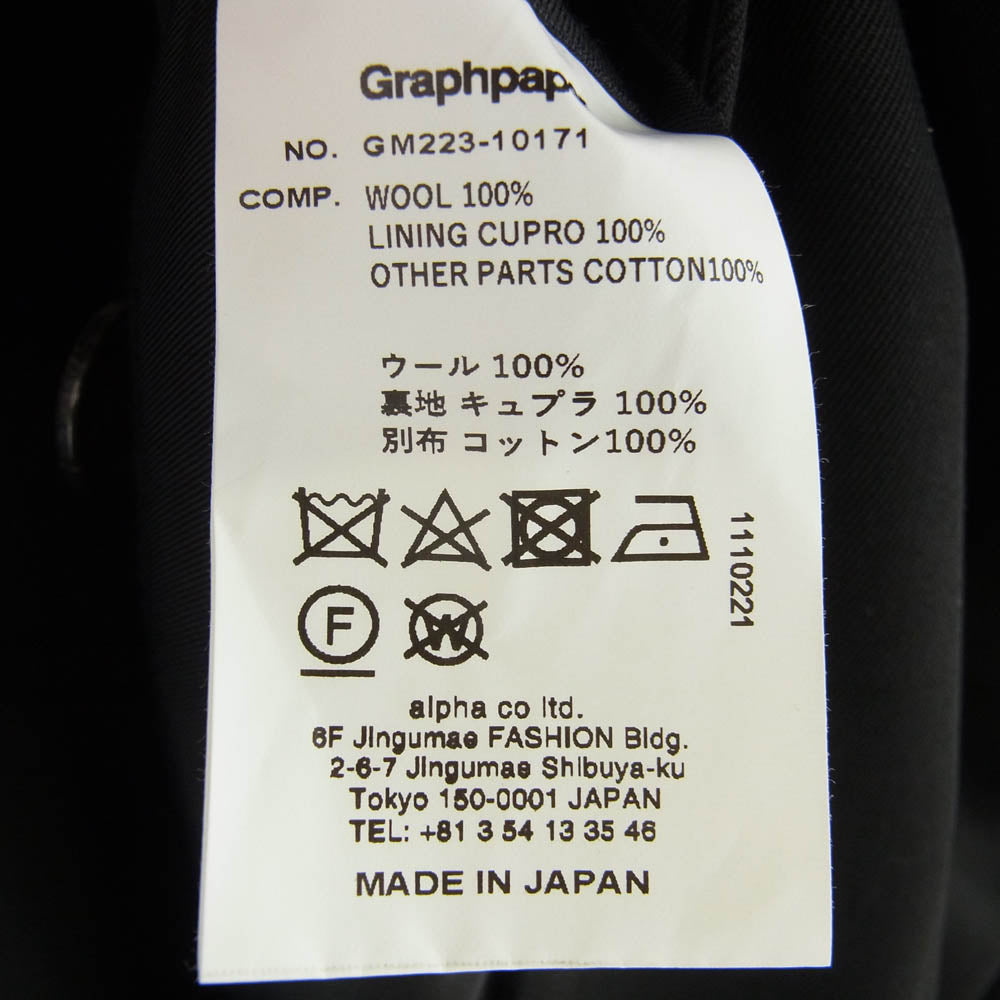 Graphpap
NO. GM223-10171
COMP. WOOL 100%
LINING CUPRO 100%
OTHER PARTS COTTON100%
ウール 100%
裏地 キュプラ 100%
別布 コットン100%
F
W
1110221
alpha co ltd.
6F Jingumae FASHION Bldg.
2-6-7 Jingumae Shibuya-ku
Tokyo 150-0001 JAPAN
TEL: +81 3 54 13 35 46
MADE IN JAPAN